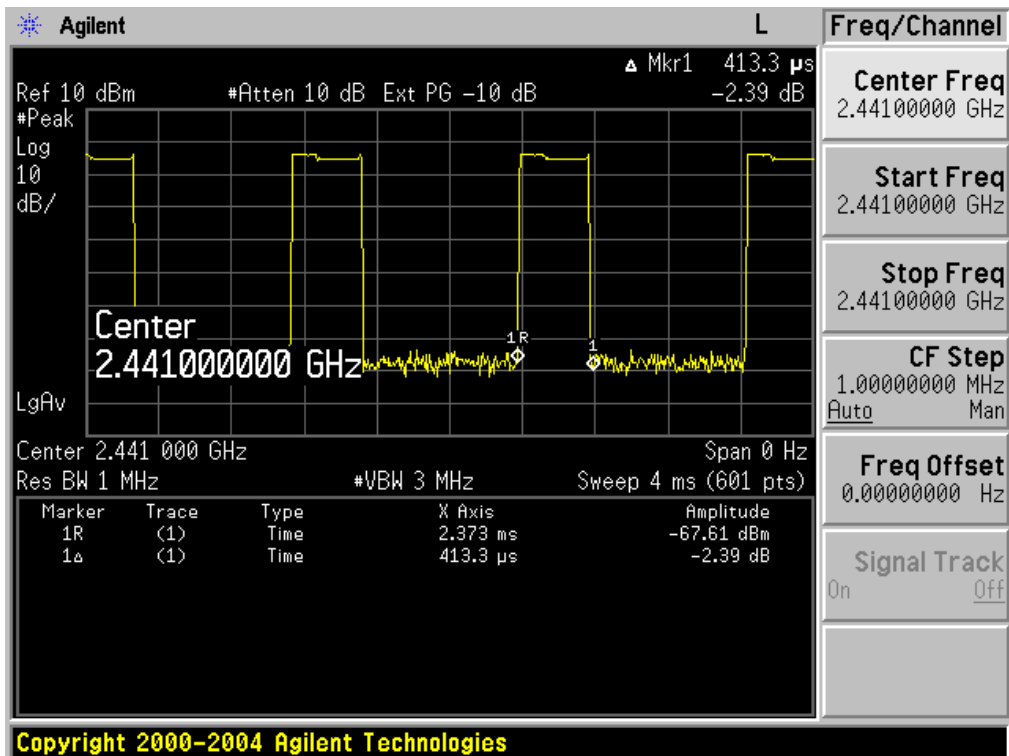 Agilent L Freq/Channel
Δ Mkr1 413.3 µs
Ref 10 dBm #Atten 10 dB Ext PG -10 dB -2.39 dB
#Peak
Log
10
dB/
1R
1
Center
2.441000000 GHz
LgAv
Center 2.441 000 GHz Span 0 Hz
Res BW 1 MHz #VBW 3 MHz Sweep 4 ms (601 pts)
Marker Trace Type X Axis Amplitude
1R (1) Time 2.373 ms -67.61 dBm
1Δ (1) Time 413.3 µs -2.39 dB
Center Freq
2.44100000 GHz
Start Freq
2.44100000 GHz
Stop Freq
2.44100000 GHz
CF Step
1.00000000 MHz
Auto Man
Freq Offset
0.00000000 Hz
Signal Track
On Off
Copyright 2000-2004 Agilent Technologies